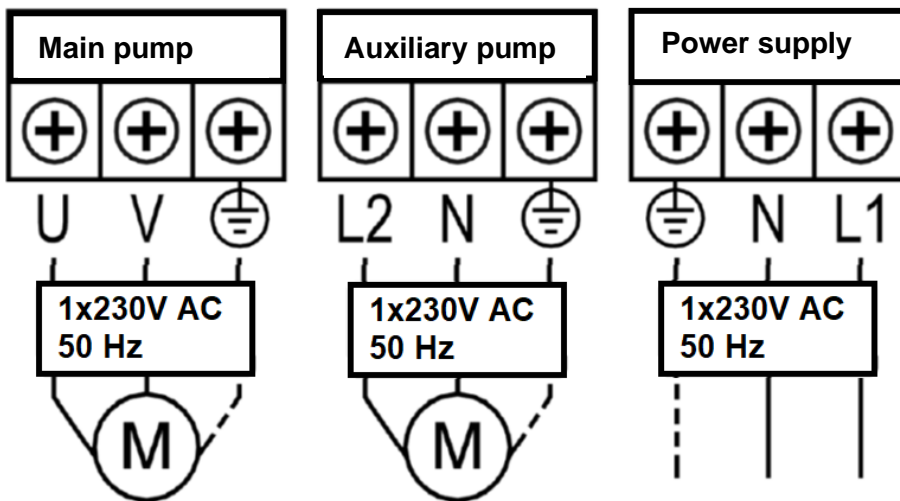 Main pump
Auxiliary pump
Power supply
U V
L2 N
N L1
1x230V AC
50 Hz
1x230V AC
50 Hz
1x230V AC
50 Hz
M
M